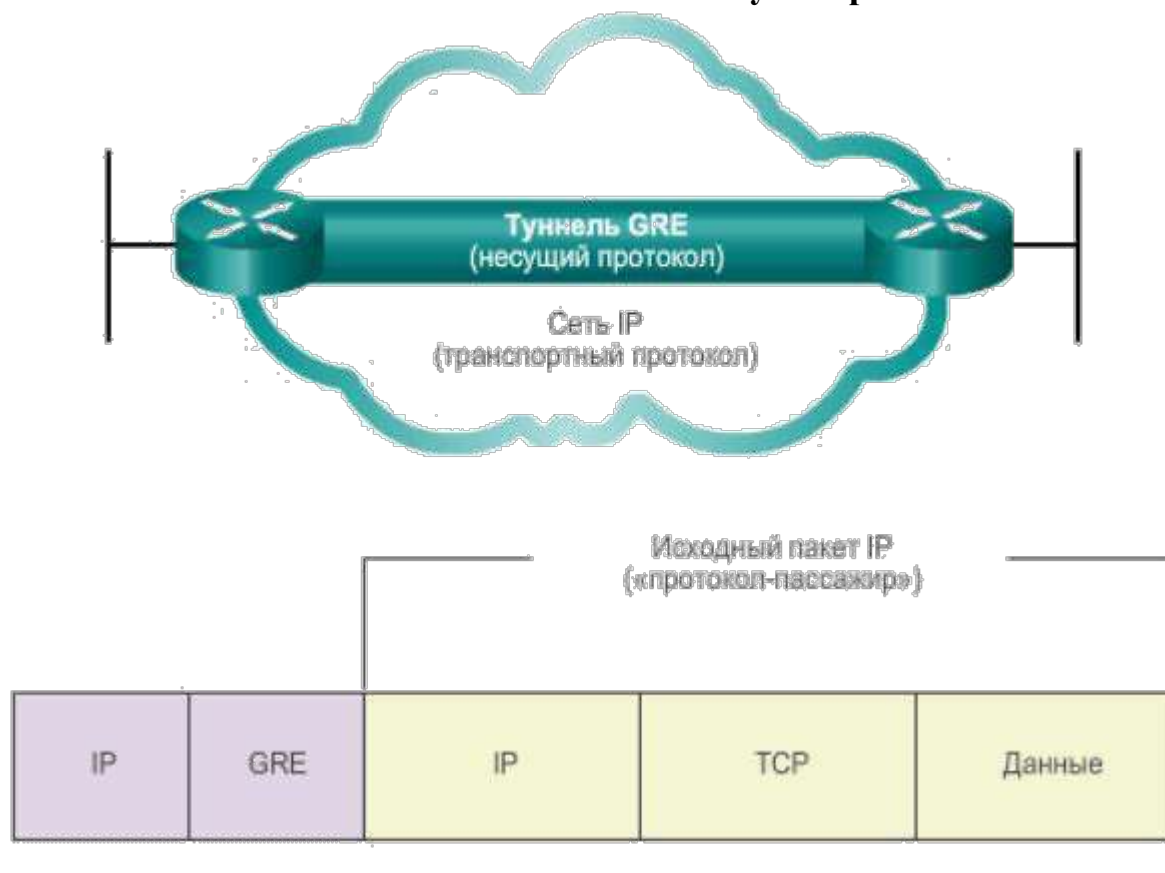 Туннель GRE
(несущий протокол)
Сеть IP
(транспортный протокол)
Исходный пакет IP
(«протокол-пассажир»)
IP GRE IP TCP Данные